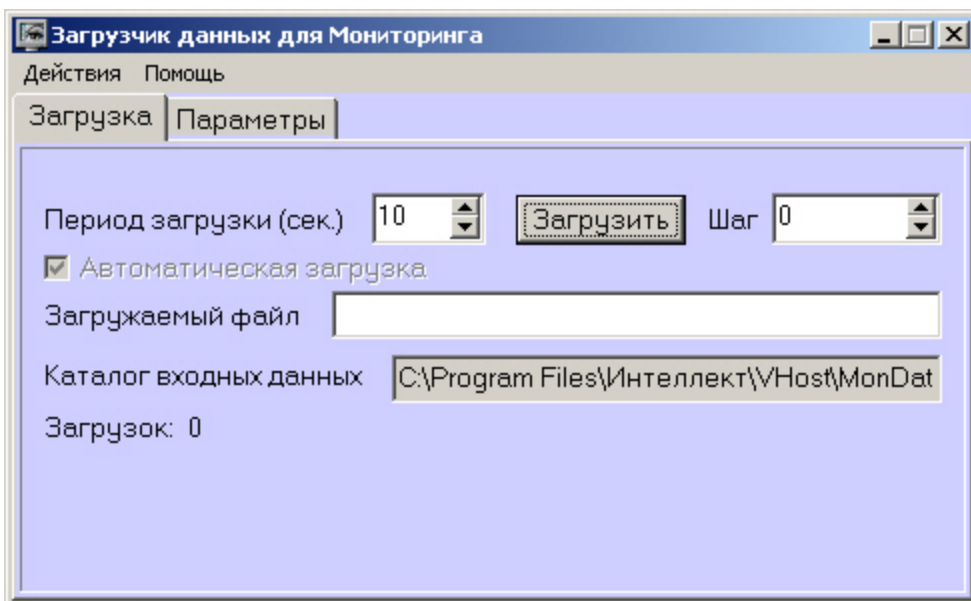 Загрузчик данных для Мониторинга
Действия Помощь
Загрузка Параметры
Период загрузки (сек.) 10 Загрузить Шаг 0
Автоматическая загрузка
Загружаемый файл
Каталог входных данных C:\Program Files\Интеллект\VHost\MonDat
Загрузок: 0